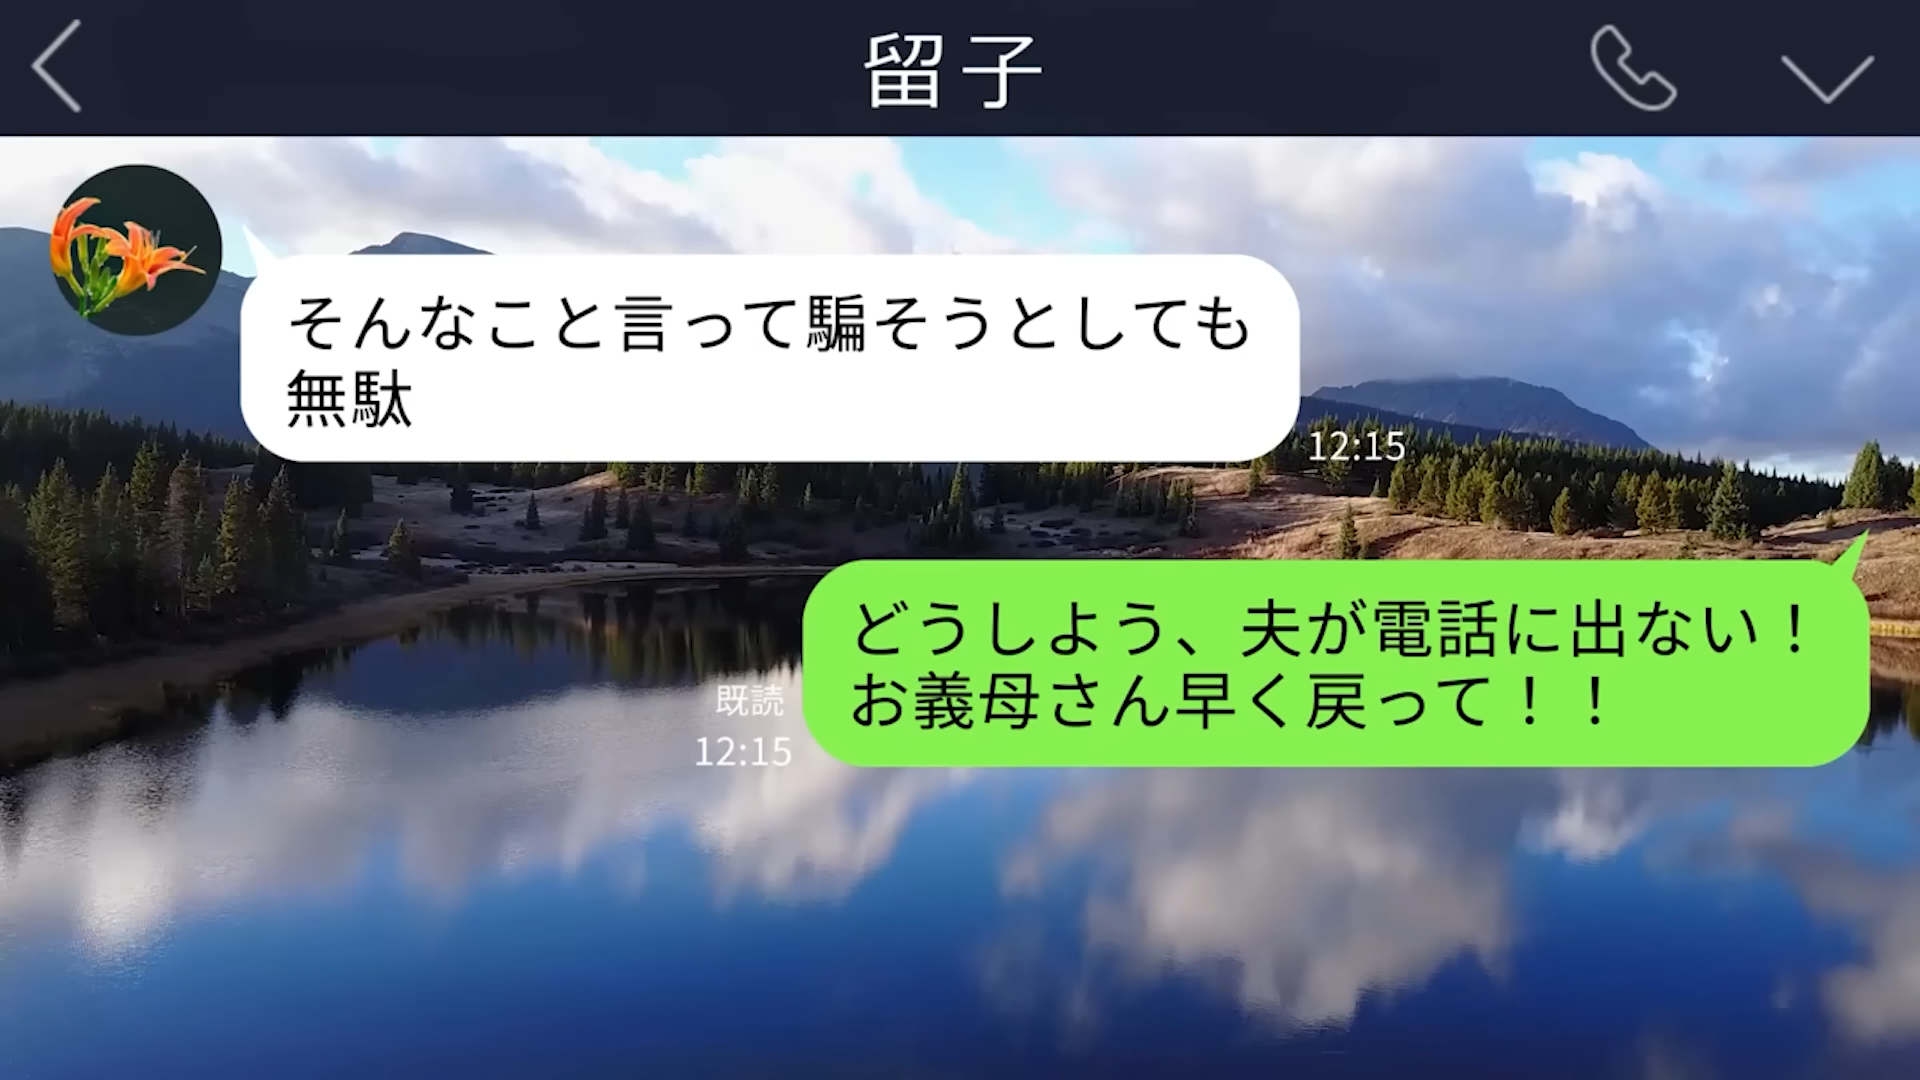 留子
そんなこと言って騙そうとしても
無駄
12:15
どうしよう、夫が電話に出ない！
お義母さん早く戻って！！
既読
12:15